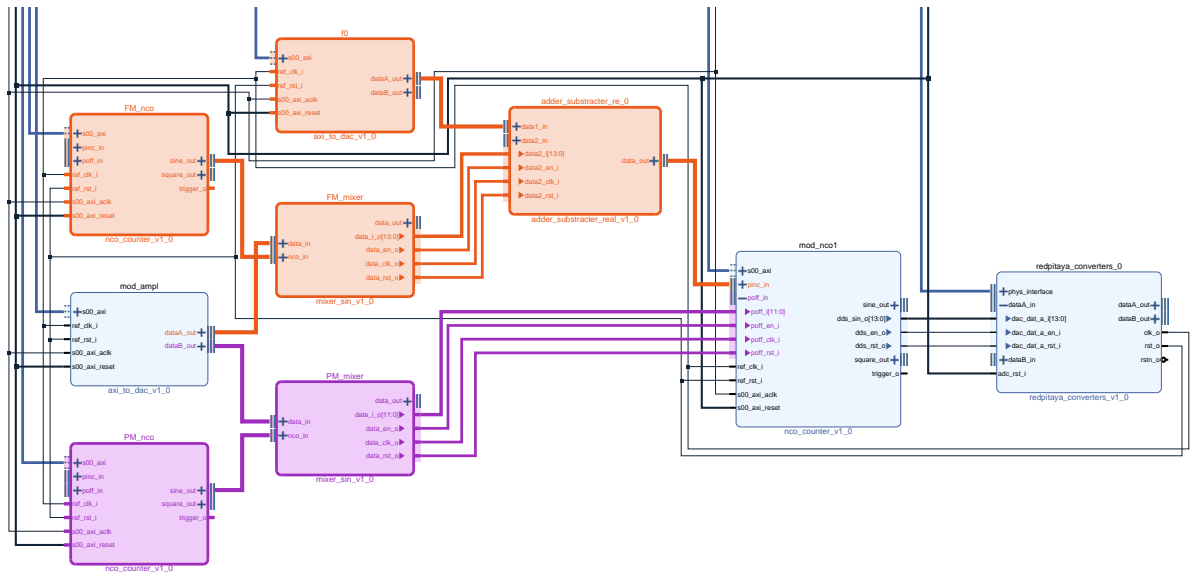 f0
s00_axi
ref_clk_i
ref_rst_i
s00_axi_aclk
s00_axi_reset
dataA_out
dataB_out
axi_to_dac_v1_0
FM_nco
s00_axi
pinc_in
poff_in
ref_clk_i
ref_rst_i
s00_axi_aclk
s00_axi_reset
sine_out
square_out
trigger_o
nco_counter_v1_0
adder_substracter_re_0
data1_in
data2_in
data2_i[13:0]
data2_en_i
data2_clk_i
data2_rst_i
data_out
adder_substracter_real_v1_0
FM_mixer
data_in
nco_in
data_out
data_i_o[13:0]
data_en_o
data_clk_o
data_rst_o
mixer_sin_v1_0
mod_ampl
s00_axi
ref_clk_i
ref_rst_i
s00_axi_aclk
s00_axi_reset
dataA_out
dataB_out
axi_to_dac_v1_0
PM_mixer
data_in
nco_in
data_out
data_i_o[11:0]
data_en_o
data_clk_o
data_rst_o
mixer_sin_v1_0
PM_nco
s00_axi
pinc_in
poff_in
ref_clk_i
ref_rst_i
s00_axi_aclk
s00_axi_reset
sine_out
square_out
trigger_o
nco_counter_v1_0
mod_nco1
s00_axi
pinc_in
poff_in
poff_i[11:0]
poff_en_i
poff_clk_i
poff_rst_i
ref_clk_i
ref_rst_i
s00_axi_aclk
s00_axi_reset
sine_out
dds_sin_o[13:0]
dds_en_o
dds_rst_o
square_out
trigger_o
nco_counter_v1_0
redpitaya_converters_0
phys_interface
dataA_in
dac_dat_a_i[13:0]
dac_dat_a_en_i
dac_dat_a_rst_i
dataB_in
adc_rst_i
dataA_out
dataB_out
clk_o
rst_o
rstn_o
redpitaya_converters_v1_0